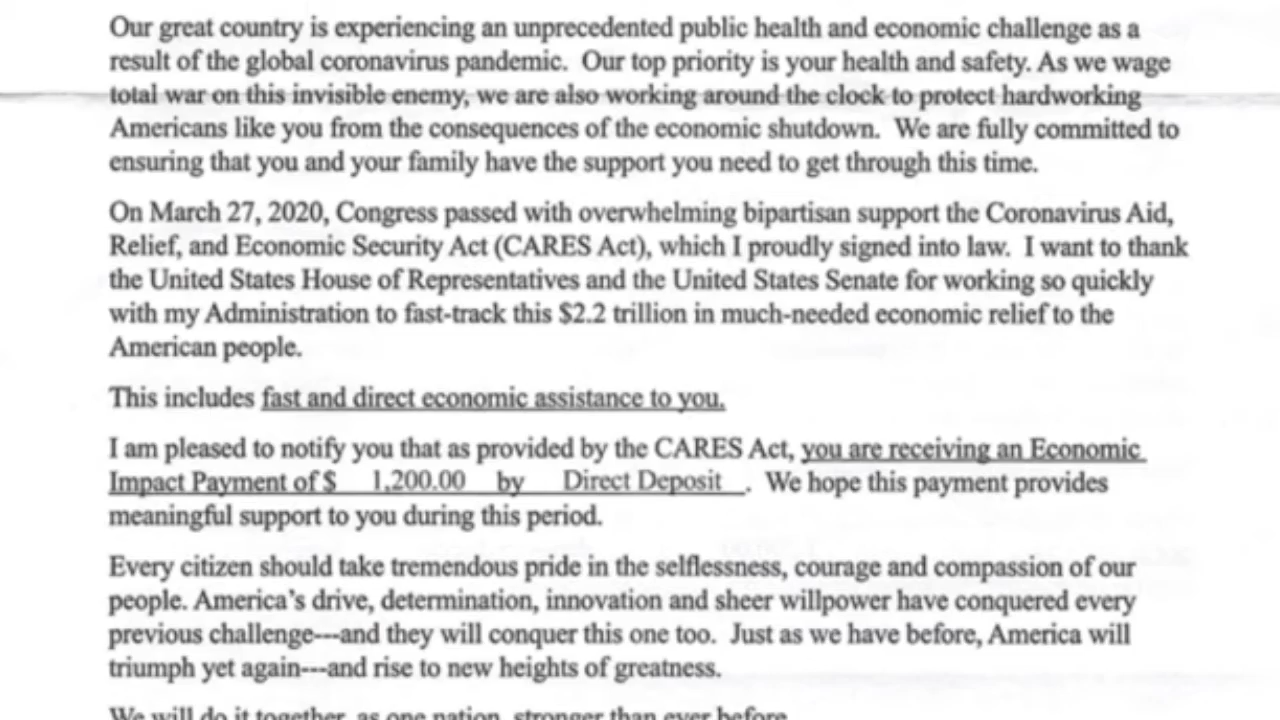 Our great country is experiencing an unprecedented public health and economic challenge as a
result of the global coronavirus pandemic.  Our top priority is your health and safety. As we wage
total war on this invisible enemy, we are also working around the clock to protect hardworking
Americans like you from the consequences of the economic shutdown.  We are fully committed to
ensuring that you and your family have the support you need to get through this time.
On March 27, 2020, Congress passed with overwhelming bipartisan support the Coronavirus Aid,
Relief, and Economic Security Act (CARES Act), which I proudly signed into law.  I want to thank
the United States House of Representatives and the United States Senate for working so quickly
with my Administration to fast-track this $2.2 trillion in much-needed economic relief to the
American people.
This includes fast and direct economic assistance to you.
I am pleased to notify you that as provided by the CARES Act, you are receiving an Economic
Impact Payment of $ 1,200.00 by Direct Deposit .  We hope this payment provides
meaningful support to you during this period.
Every citizen should take tremendous pride in the selflessness, courage and compassion of our
people. America's drive, determination, innovation and sheer willpower have conquered every
previous challenge---and they will conquer this one too.  Just as we have before, America will
triumph yet again---and rise to new heights of greatness.
We will do it together, as one nation, stronger than ever before.